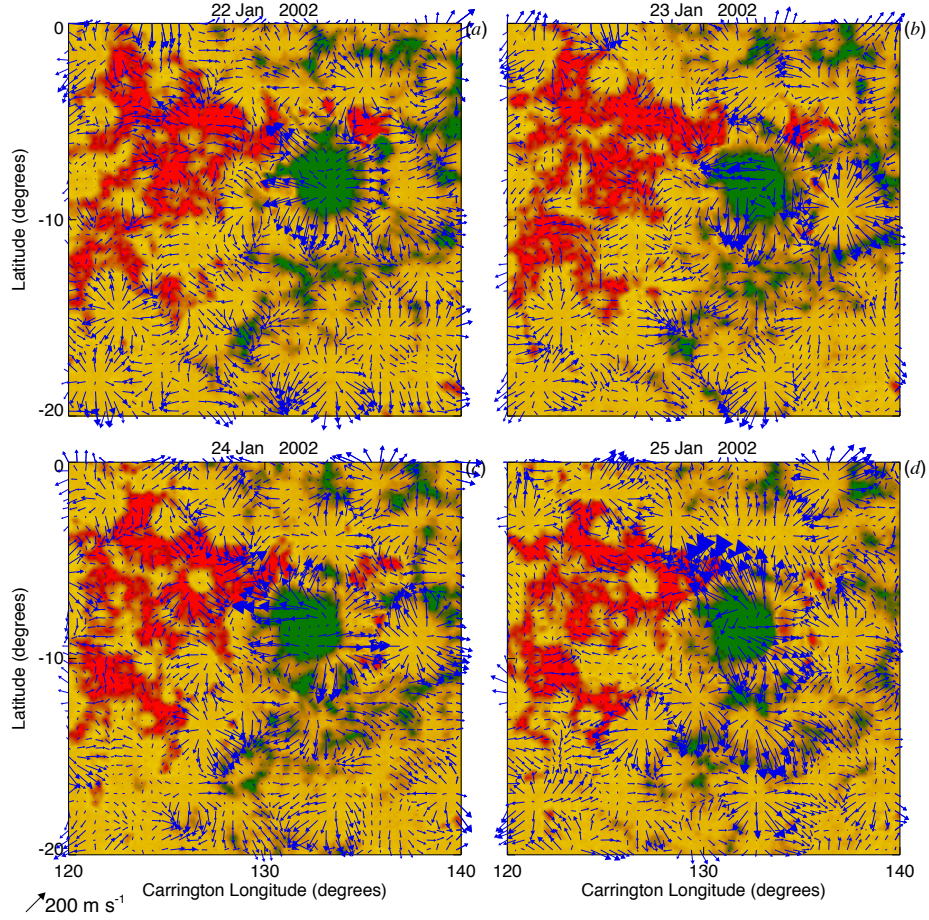 22 Jan 2002
23 Jan 2002
(a)
(b)
0
-10
-20
Latitude (degrees)
24 Jan 2002
25 Jan 2002
(c)
(d)
0
-10
-20
Latitude (degrees)
120
130
140
120
130
140
Carrington Longitude (degrees)
Carrington Longitude (degrees)
200 m s-1